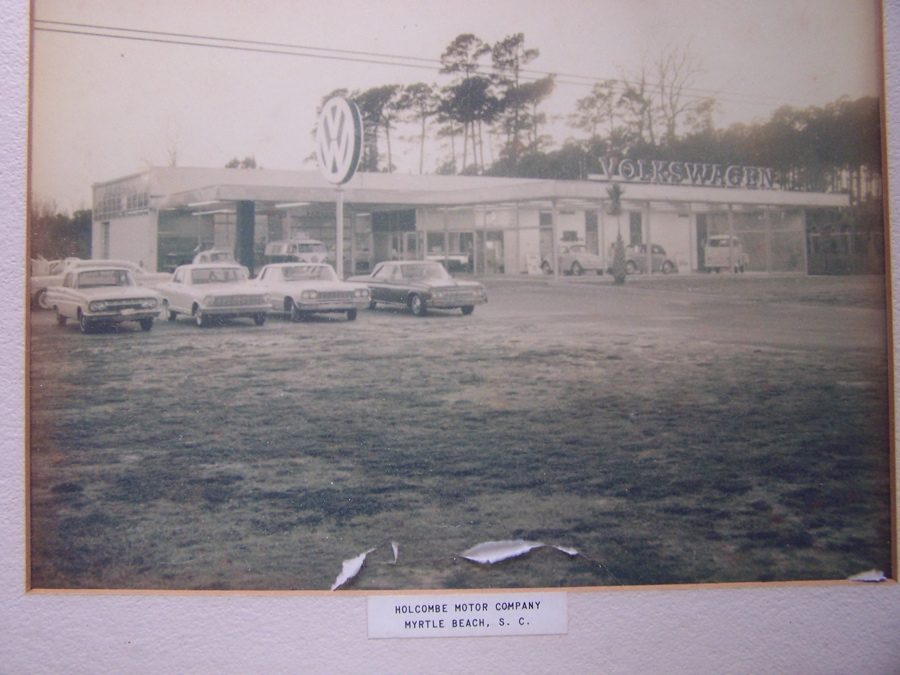 VW
VOLKSWAGEN
HOLCOMBE MOTOR COMPANY
MYRTLE BEACH, S. C.